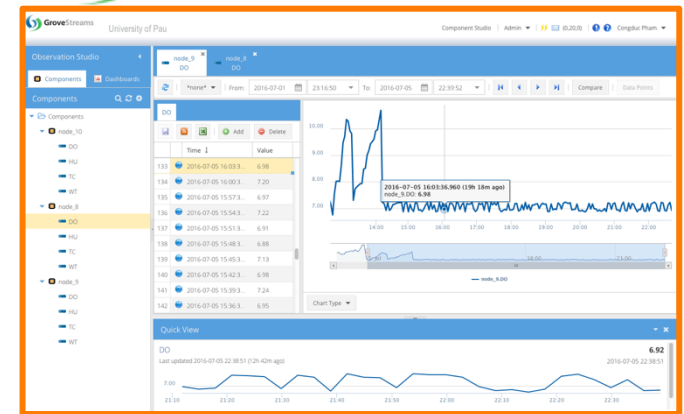 GroveStreams University of Pau Component Studio Admin (0,20,0) Congduc Pham
Observation Studio
Components Dashboards
Components
Components
node_10
DO
HU
TC
WT
node_8
DO
HU
TC
WT
node_9
DO
HU
TC
WT
node_9
DO
node_8
DO
*none* From: 2016-07-01 23:16:50 To: 2016-07-05 22:39:52 Compare Data Points
DO
Add Delete
Time Value
133 2016-07-05 16:03:3... 6.98
134 2016-07-05 16:00:3... 7.20
135 2016-07-05 15:57:3... 6.97
136 2016-07-05 15:54:3... 7.22
137 2016-07-05 15:51:3... 6.91
138 2016-07-05 15:48:3... 6.88
139 2016-07-05 15:45:3... 7.13
140 2016-07-05 15:42:3... 6.98
141 2016-07-05 15:39:3... 7.24
142 2016-07-05 15:36:3... 6.95
10.00
9.00
8.00
7.00
2016-07-05 16:03:36.960 (19h 18m ago)
node_9.DO: 6.98
14:00 15:00 16:00 17:00 18:00 19:00 20:00 21:00 22:00
18:00 21:00
node_9.DO
Chart Type
Quick View
DO 6.92
Last updated 2016-07-05 22:38:51 (12h 42m ago) 2016-07-05 22:38:51
7.00
21:10 21:20 21:30 21:40 21:50 22:00 22:10 22:20 22:30